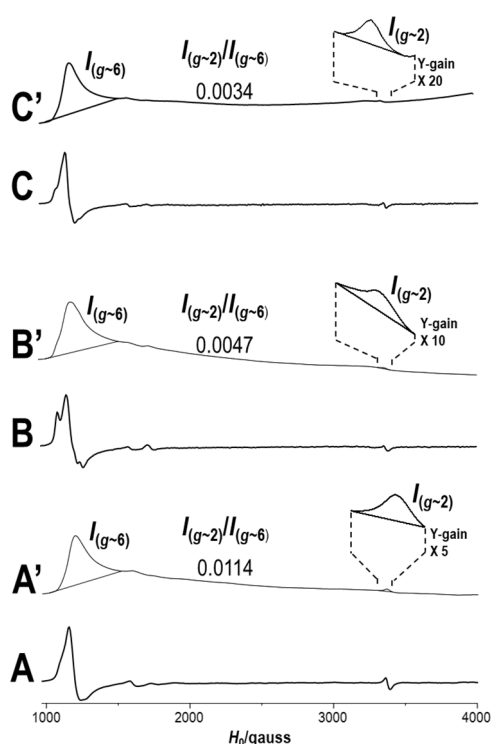 I(g~6)
I(g~2)/I(g~6)
0.0034
I(g~2)
Y-gain
X 20
C’
C
I(g~6)
I(g~2)/I(g~6)
0.0047
I(g~2)
Y-gain
X 10
B’
B
I(g~6)
I(g~2)/I(g~6)
0.0114
I(g~2)
Y-gain
X 5
A’
A
1000 2000 3000 4000
H0/gauss